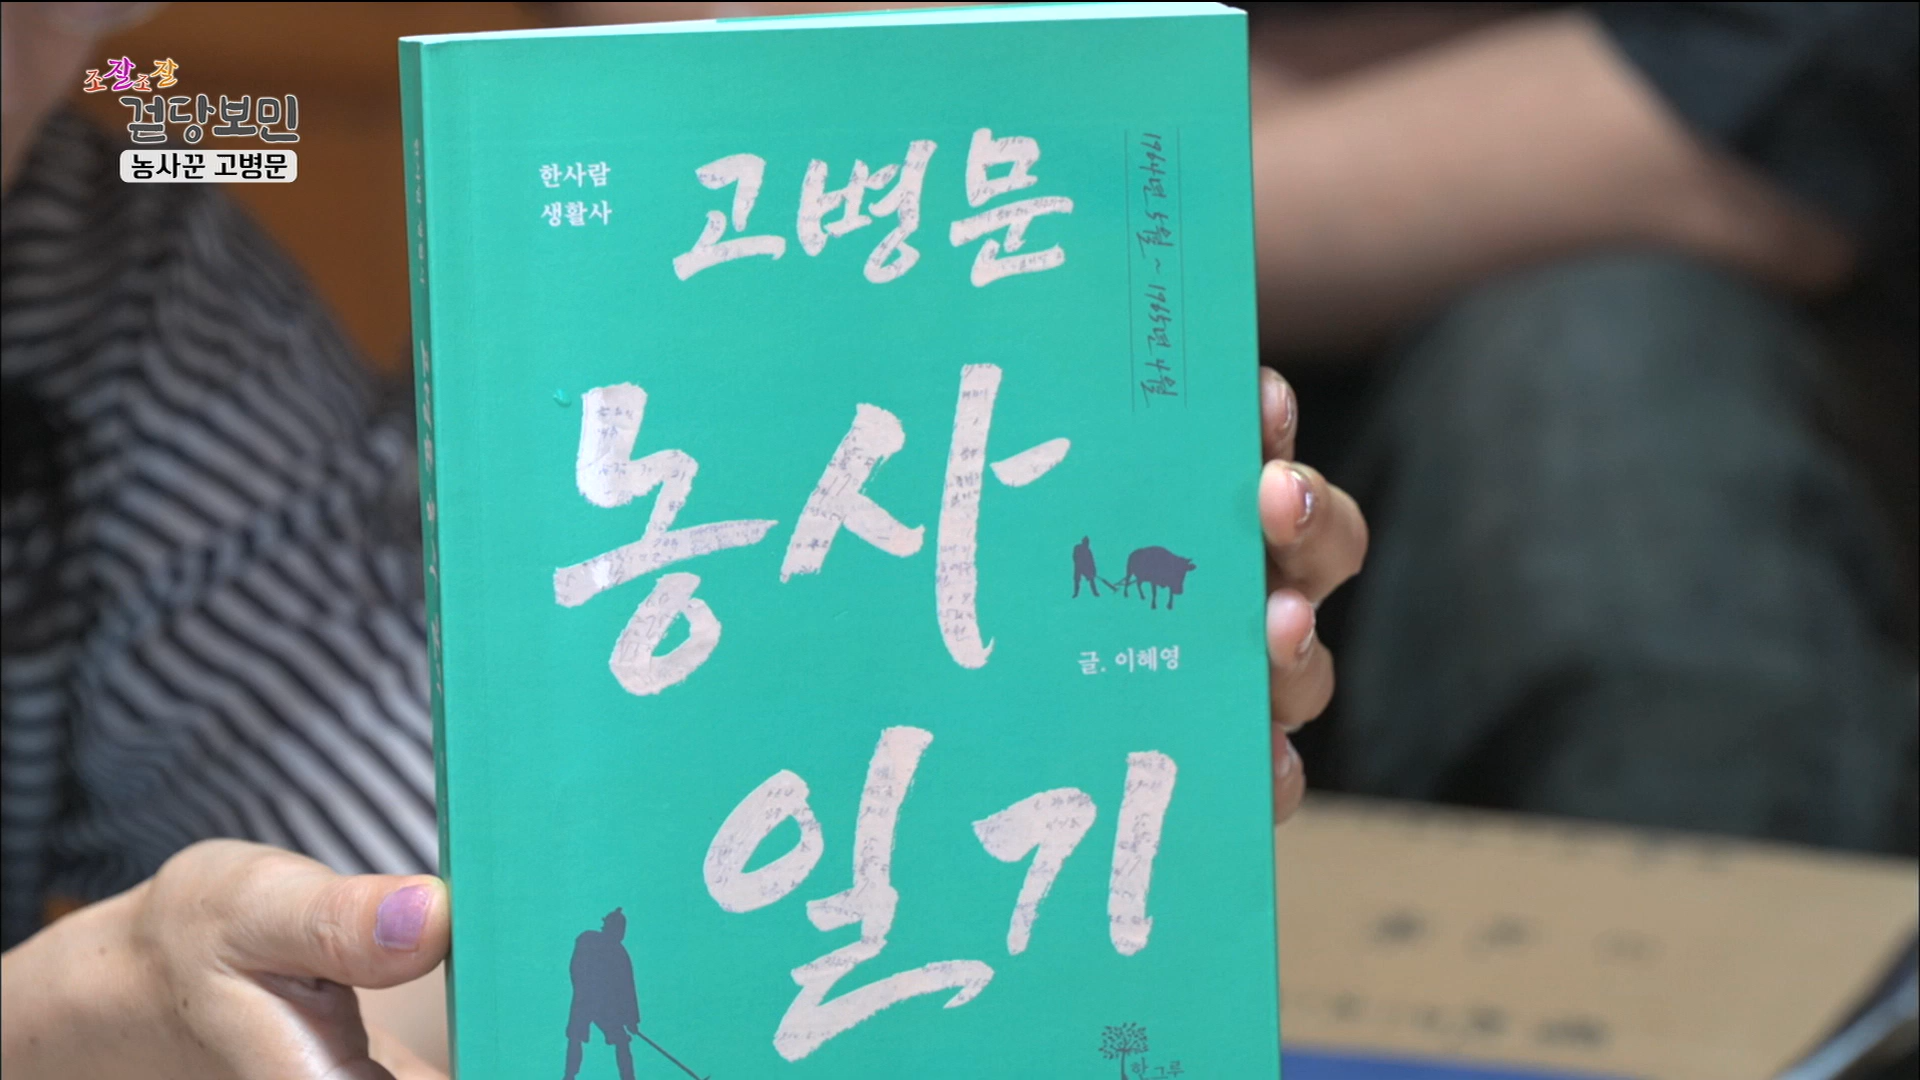 조잘조잘
걷당보민
농사꾼 고병문
한사람
생활사
고병문
농사
일기
1964년 농월 ~ 1965년 4월
글. 이혜영
한그루